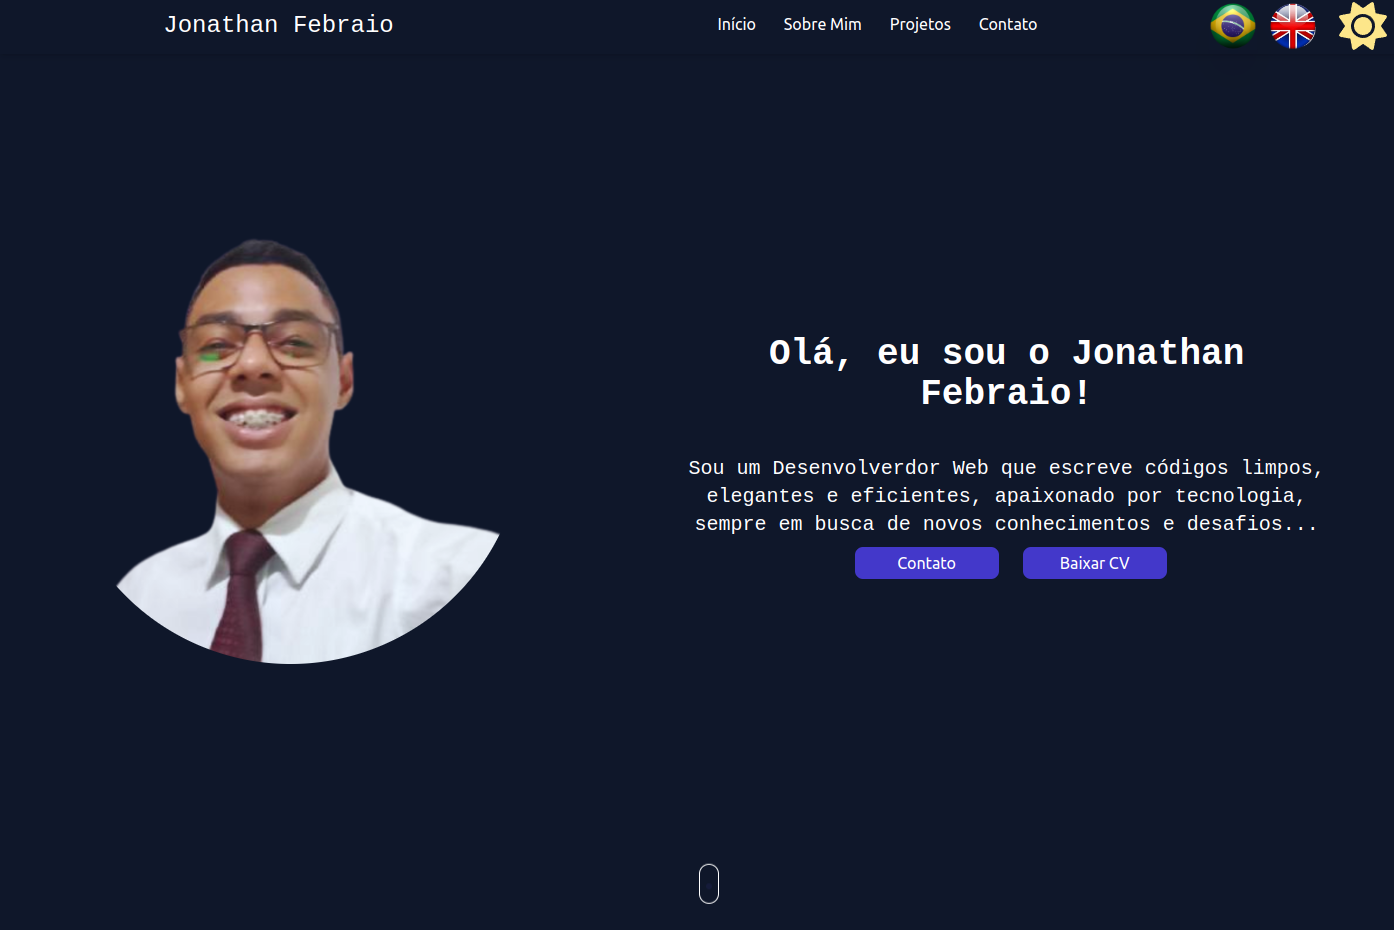 Jonathan Febraio
Início Sobre Mim Projetos Contato
Olá, eu sou o Jonathan
Febraio!
Sou um Desenvolverdor Web que escreve códigos limpos,
elegantes e eficientes, apaixonado por tecnologia,
sempre em busca de novos conhecimentos e desafios...
Contato Baixar CV